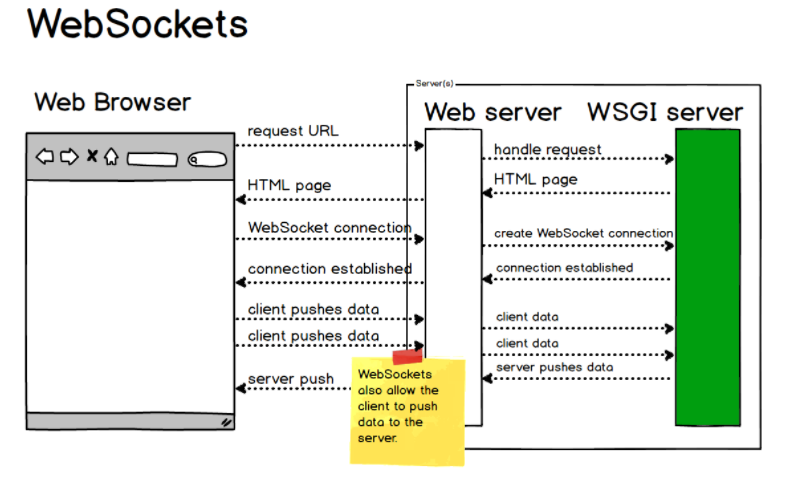 WebSockets
Server(s)
Web Browser
Web server
WSGI server
request URL
handle request
HTML page
HTML page
WebSocket connection
create WebSocket connection
connection established
connection established
client pushes data
client data
client pushes data
client data
server push
server pushes data
WebSockets
also allow the
client to push
data to the
server.